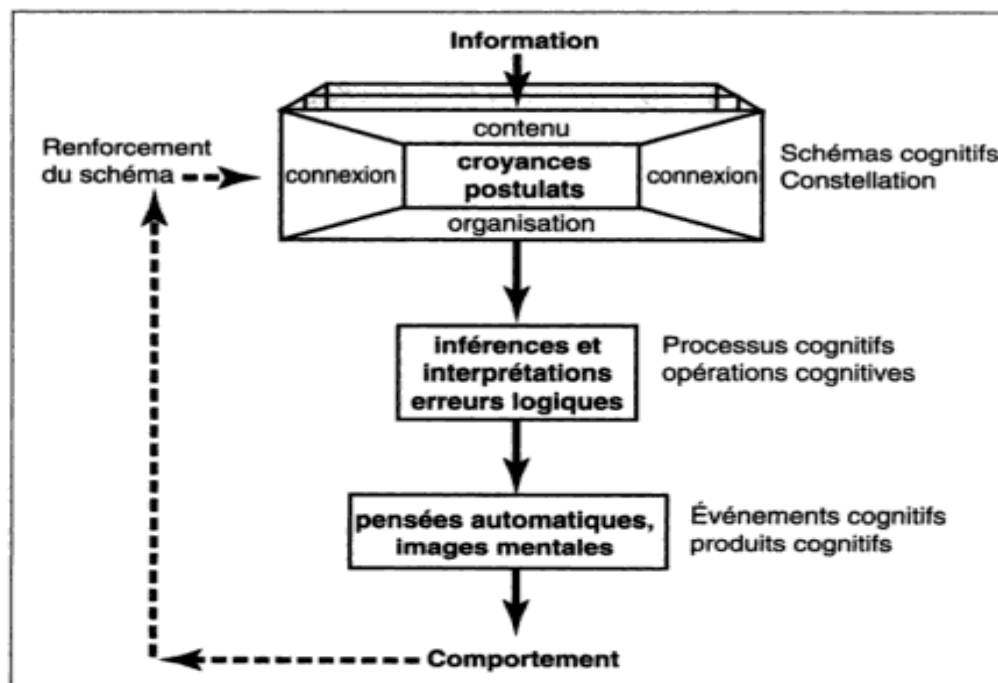 Information
contenu
Renforcement
du schéma
connexion
croyances
postulats
connexion
Schémas cognitifs
Constellation
organisation
inférences et
interprétations
erreurs logiques
Processus cognitifs
opérations cognitives
pensées automatiques,
images mentales
Événements cognitifs
produits cognitifs
Comportement